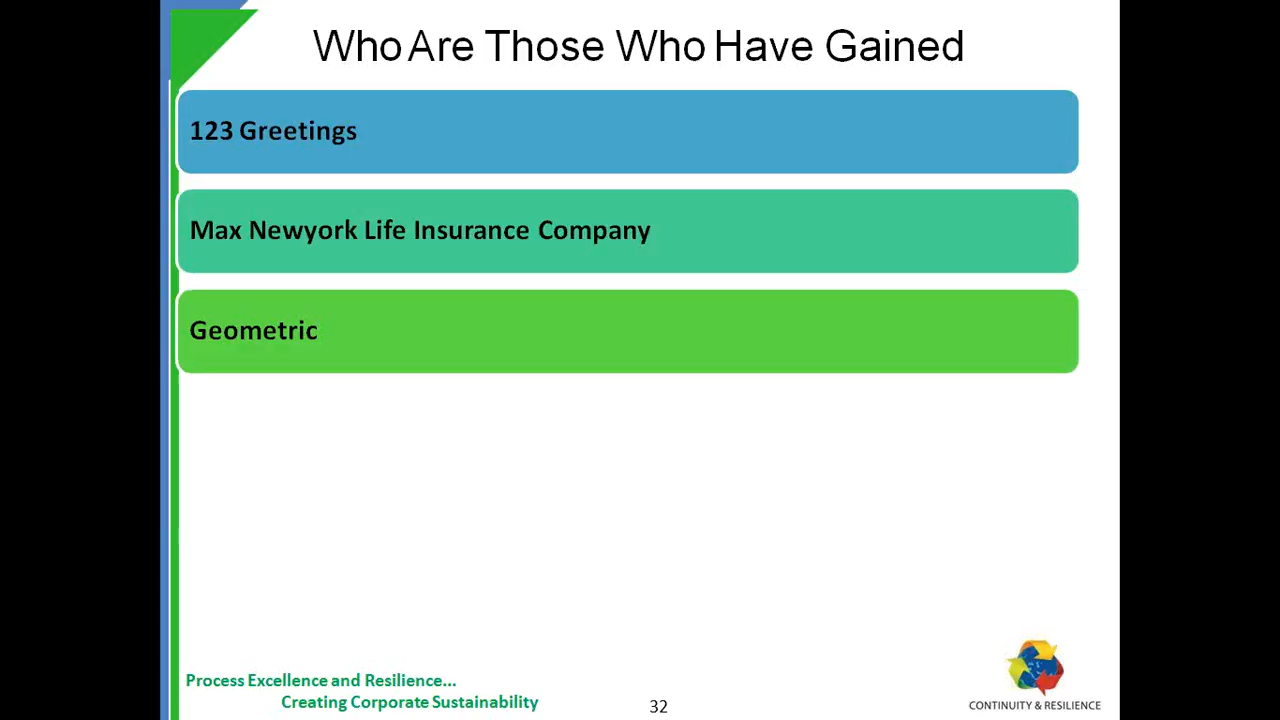 Who Are Those Who Have Gained
123 Greetings
Max Newyork Life Insurance Company
Geometric
Process Excellence and Resilience...
Creating Corporate Sustainability
32
CONTINUITY & RESILIENCE